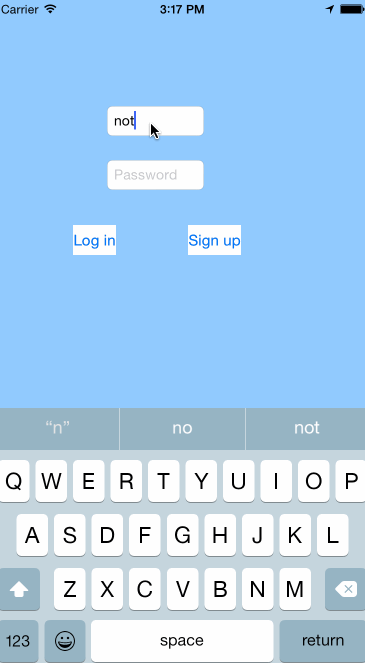 Carrier 3:17 PM
not
Password
Log in Sign up
“n” no not
Q W E R T Y U I O P
A S D F G H J K L
Z X C V B N M
123 space return